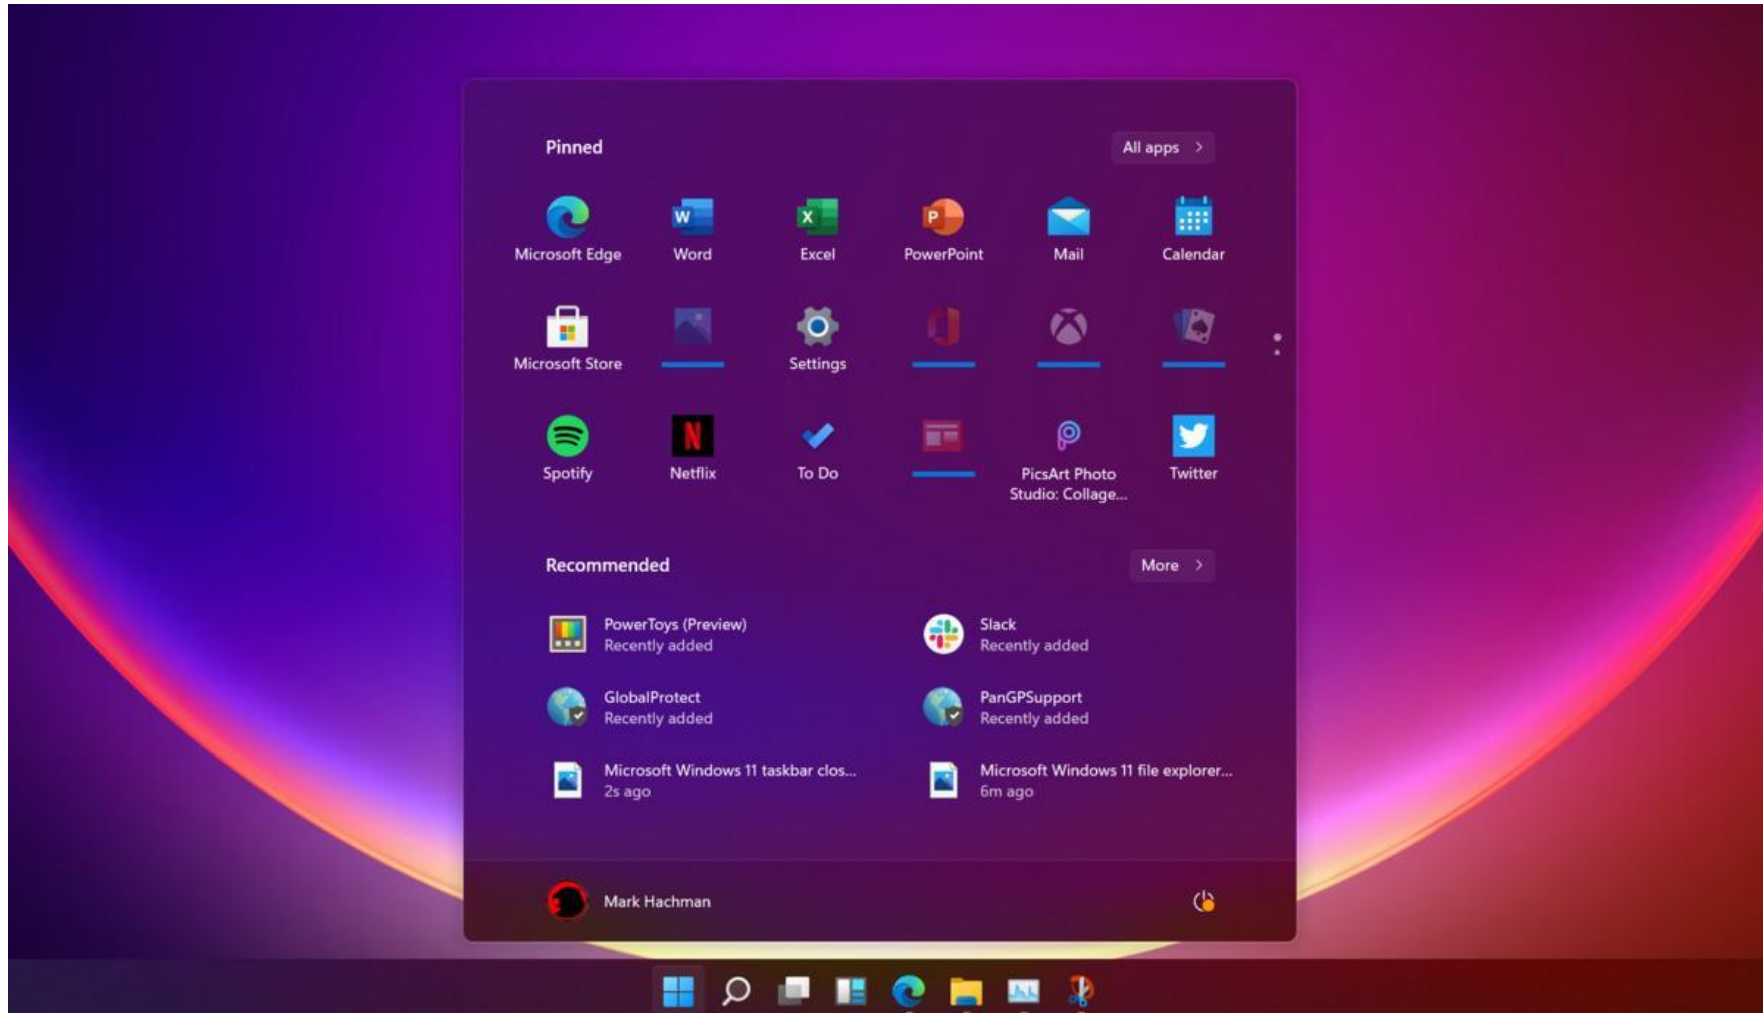 Pinned
All apps
Microsoft Edge
Word
Excel
PowerPoint
Mail
Calendar
Microsoft Store
Settings
Spotify
Netflix
To Do
PicsArt Photo
Studio: Collage...
Twitter
Recommended
More
PowerToys (Preview)
Recently added
Slack
Recently added
GlobalProtect
Recently added
PanGPSupport
Recently added
Microsoft Windows 11 taskbar clos...
2s ago
Microsoft Windows 11 file explorer...
6m ago
Mark Hachman